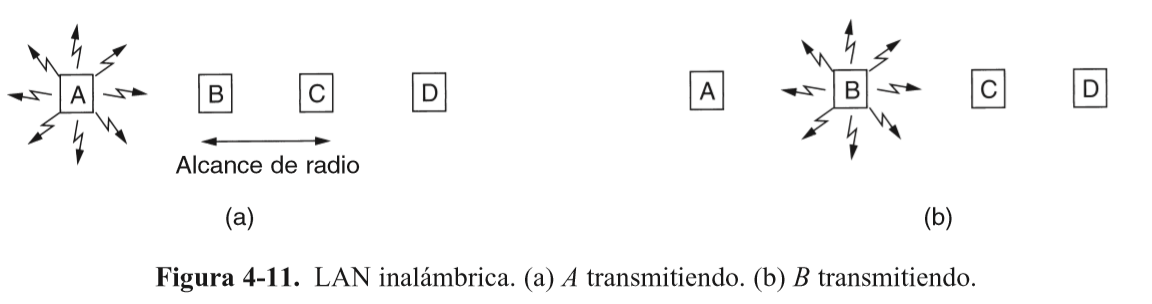 A B C D
Alcance de radio
(a)
A B C D
(b)
Figura 4-11. LAN inalámbrica. (a) A transmitiendo. (b) B transmitiendo.